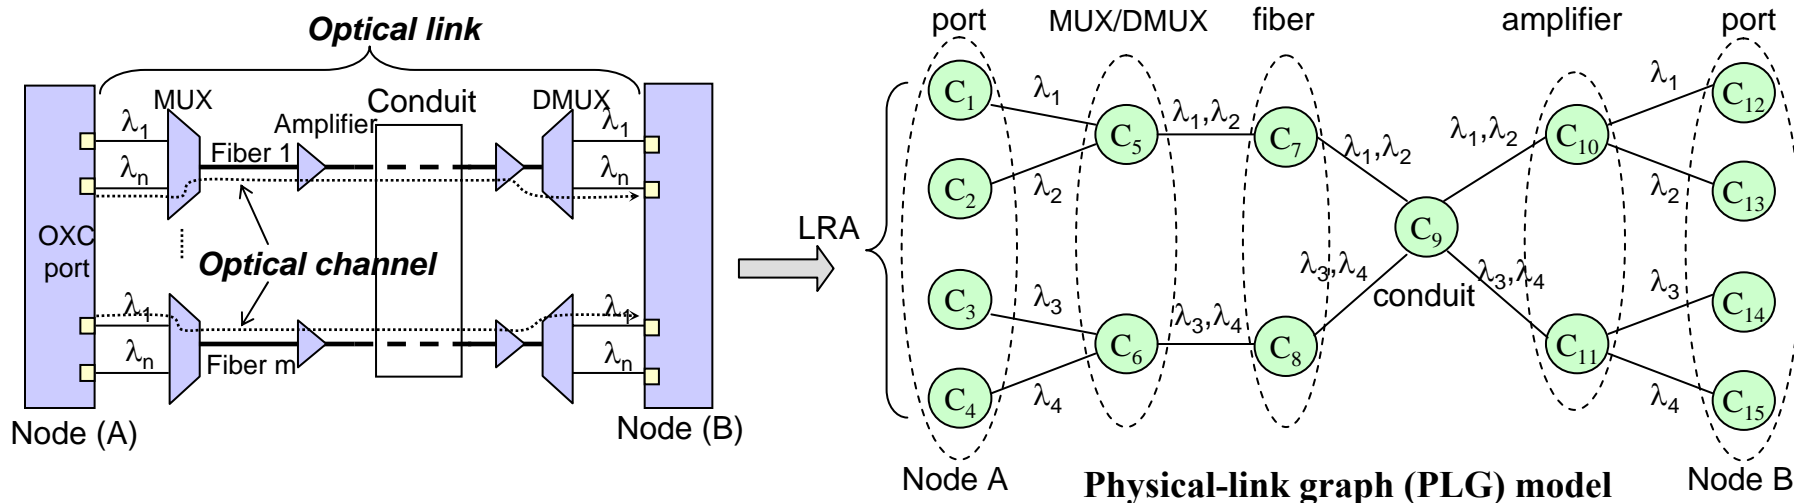 Optical link
MUX
Conduit
DMUX
Amplifier
λ1
λ1
Fiber 1
λn
λn
OXC
port
Optical channel
λ1
λ1
λn
Fiber m
λn
Node (A)
Node (B)
port
MUX/DMUX
fiber
amplifier
port
LRA
C1
λ1
C5
λ1,λ2
C7
λ1,λ2
λ1,λ2
C10
λ1
C12
C2
λ2
λ2
C13
C9
C3
λ3
C6
λ3,λ4
C8
λ3,λ4
conduit
λ3,λ4
C11
λ3
C14
C4
λ4
λ4
C15
Node A
Physical-link graph (PLG) model
Node B